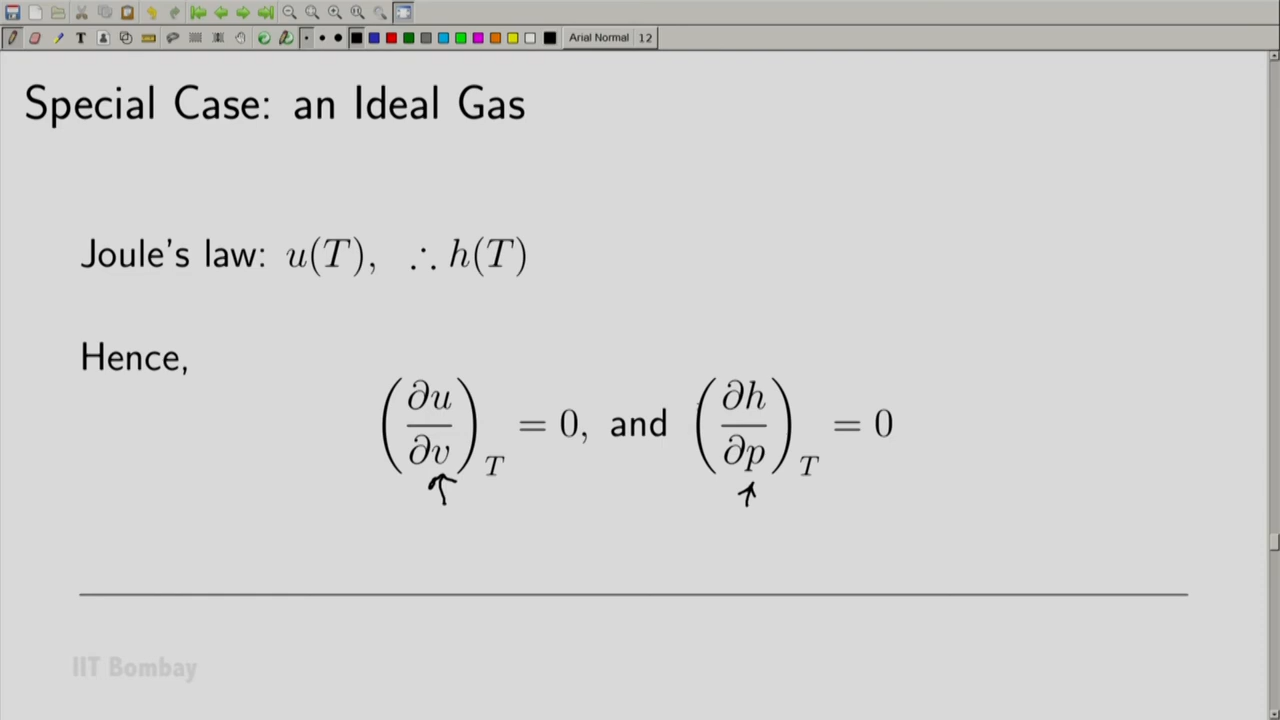 Arial Normal 12
Special Case: an Ideal Gas
Joule's law: u(T), ∴ h(T)
Hence,
(∂u/∂v)_T = 0, and (∂h/∂p)_T = 0
IIT Bombay